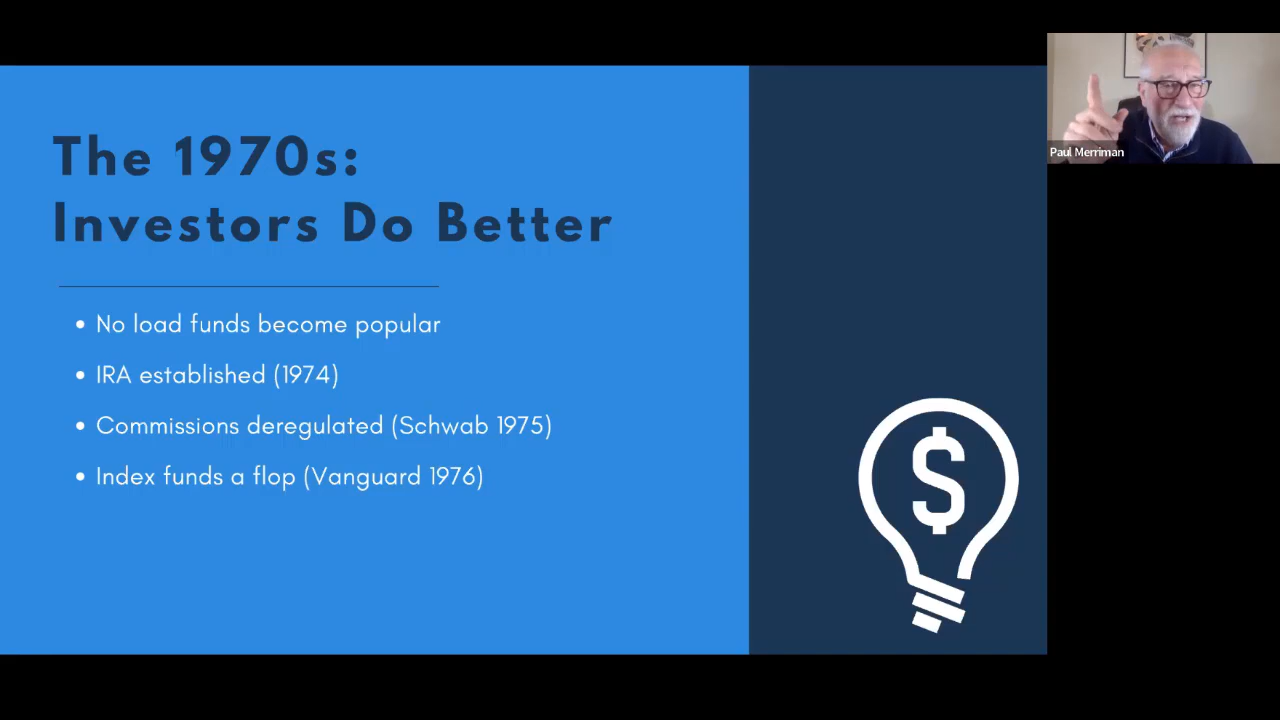 The 1970s:
Investors Do Better
• No load funds become popular
• IRA established (1974)
• Commissions deregulated (Schwab 1975)
• Index funds a flop (Vanguard 1976)
$
Paul Merriman